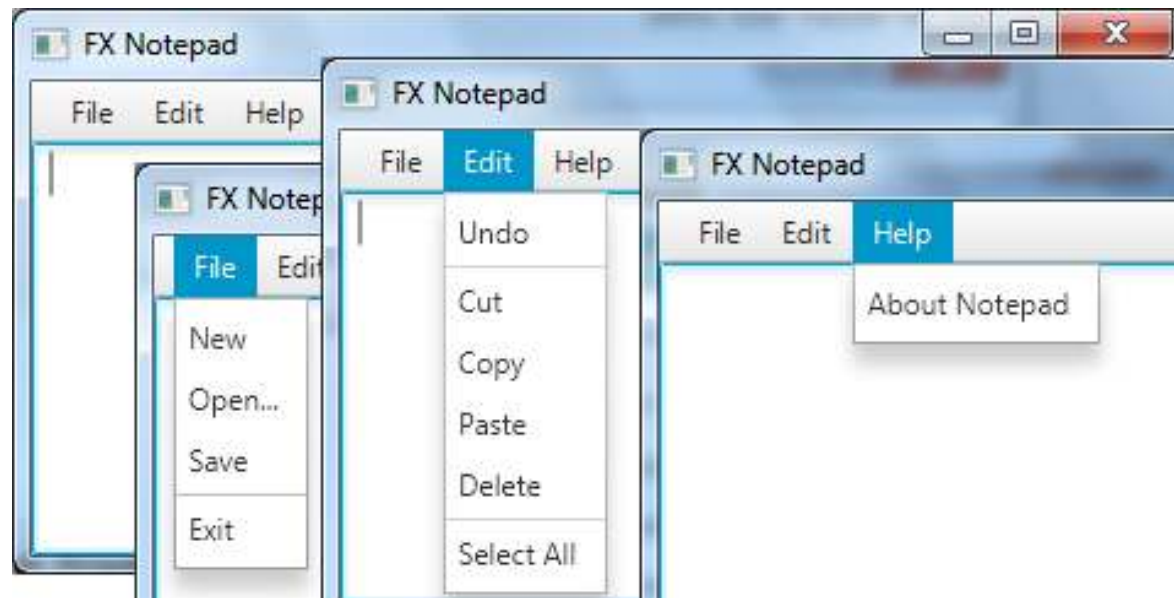 FX Notepad
File Edit Help
FX Notep
File Edit
New
Open...
Save
Exit
FX Notepad
File Edit Help
Undo
Cut
Copy
Paste
Delete
Select All
FX Notepad
File Edit Help
About Notepad